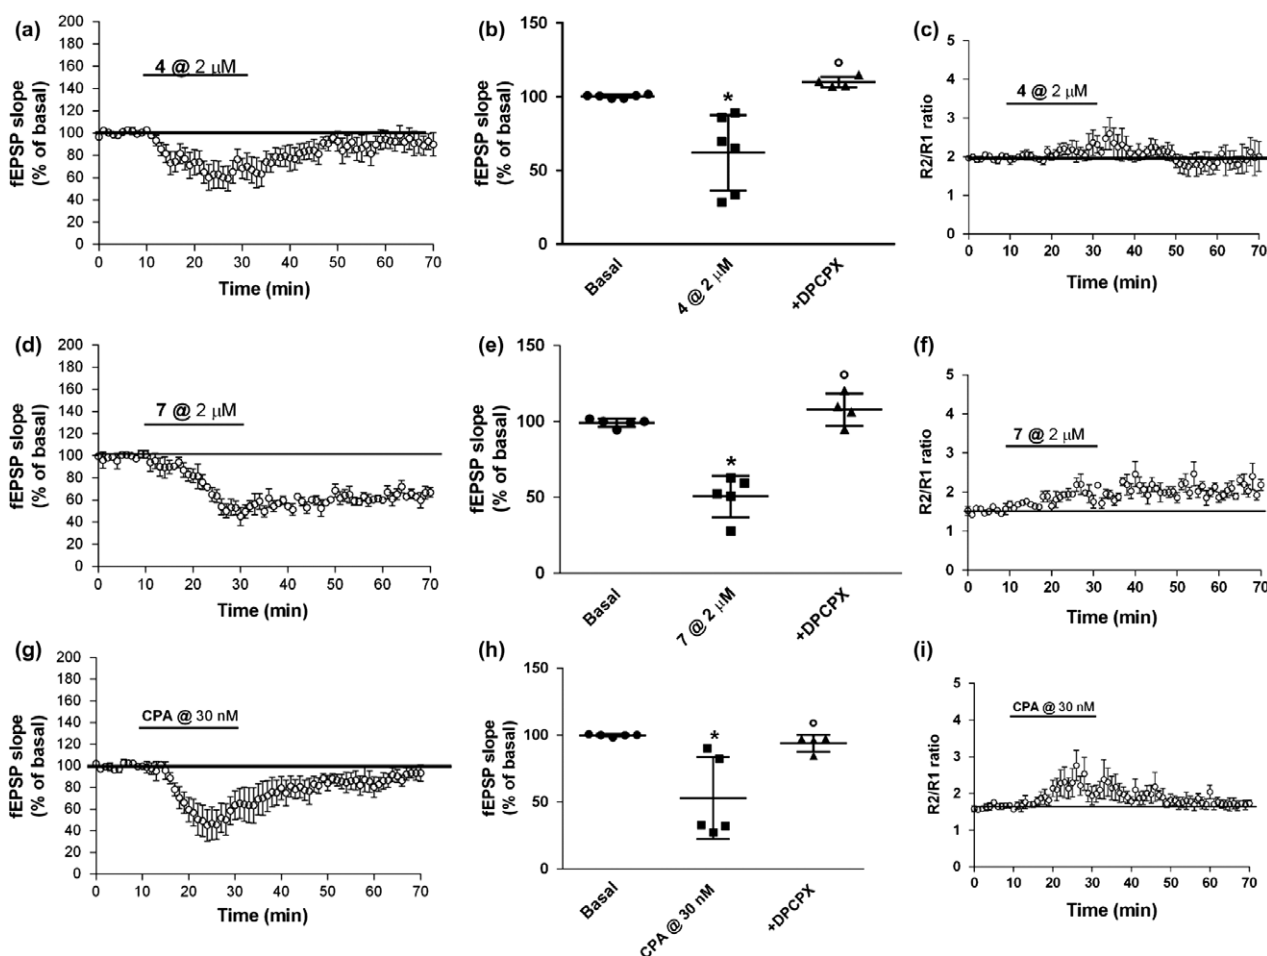 (a)
200
180
160
140
120
100
80
60
40
20
0
fEPSP slope
(% of basal)
4 @ 2 μM
0 10 20 30 40 50 60 70
Time (min)
(b)
150
100
50
0
fEPSP slope
(% of basal)
*
Basal
4 @ 2 μM
+DPCPX
(c)
5
4
3
2
1
0
R2/R1 ratio
4 @ 2 μM
0 10 20 30 40 50 60 70
Time (min)
(d)
200
180
160
140
120
100
80
60
40
20
0
fEPSP slope
(% of basal)
7 @ 2 μM
0 10 20 30 40 50 60 70
Time (min)
(e)
150
100
50
0
fEPSP slope
(% of basal)
*
Basal
7 @ 2 μM
+DPCPX
(f)
5
4
3
2
1
0
R2/R1 ratio
7 @ 2 μM
0 10 20 30 40 50 60 70
Time (min)
(g)
200
180
160
140
120
100
80
60
40
20
0
fEPSP slope
(% of basal)
CPA @ 30 nM
0 10 20 30 40 50 60 70
Time (min)
(h)
150
100
50
0
fEPSP slope
(% of basal)
*
Basal
CPA @ 30 nM
+DPCPX
(i)
5
4
3
2
1
0
R2/R1 ratio
CPA @ 30 nM
0 10 20 30 40 50 60 70
Time (min)